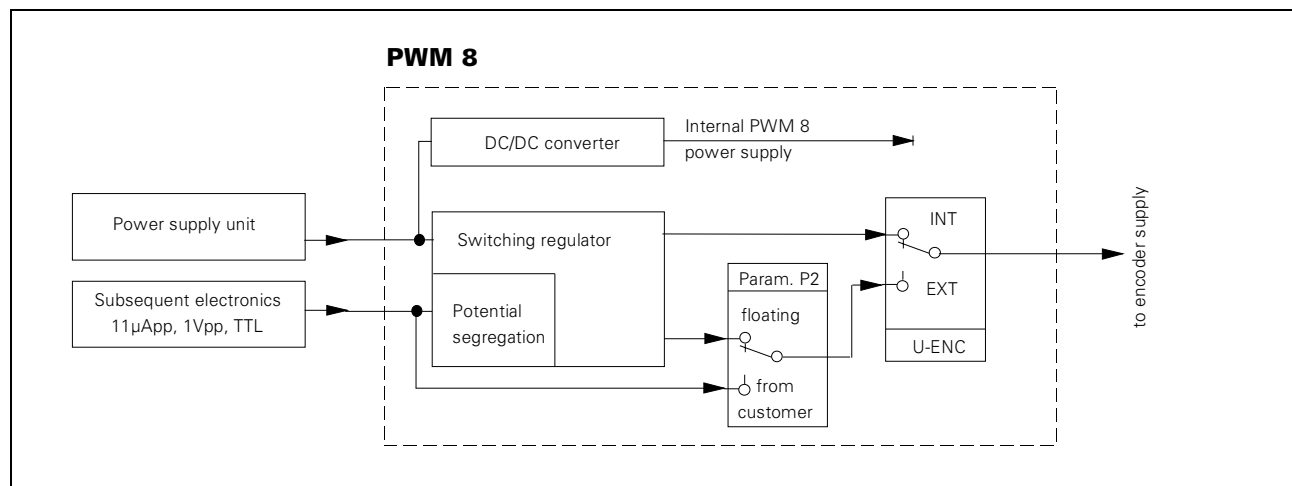 PWM 8
DC/DC converter
Internal PWM 8
power supply
Power supply unit
Switching regulator
INT
Subsequent electronics
11µApp, 1Vpp, TTL
Potential
segregation
Param. P2
floating
from
customer
EXT
U-ENC
to encoder supply